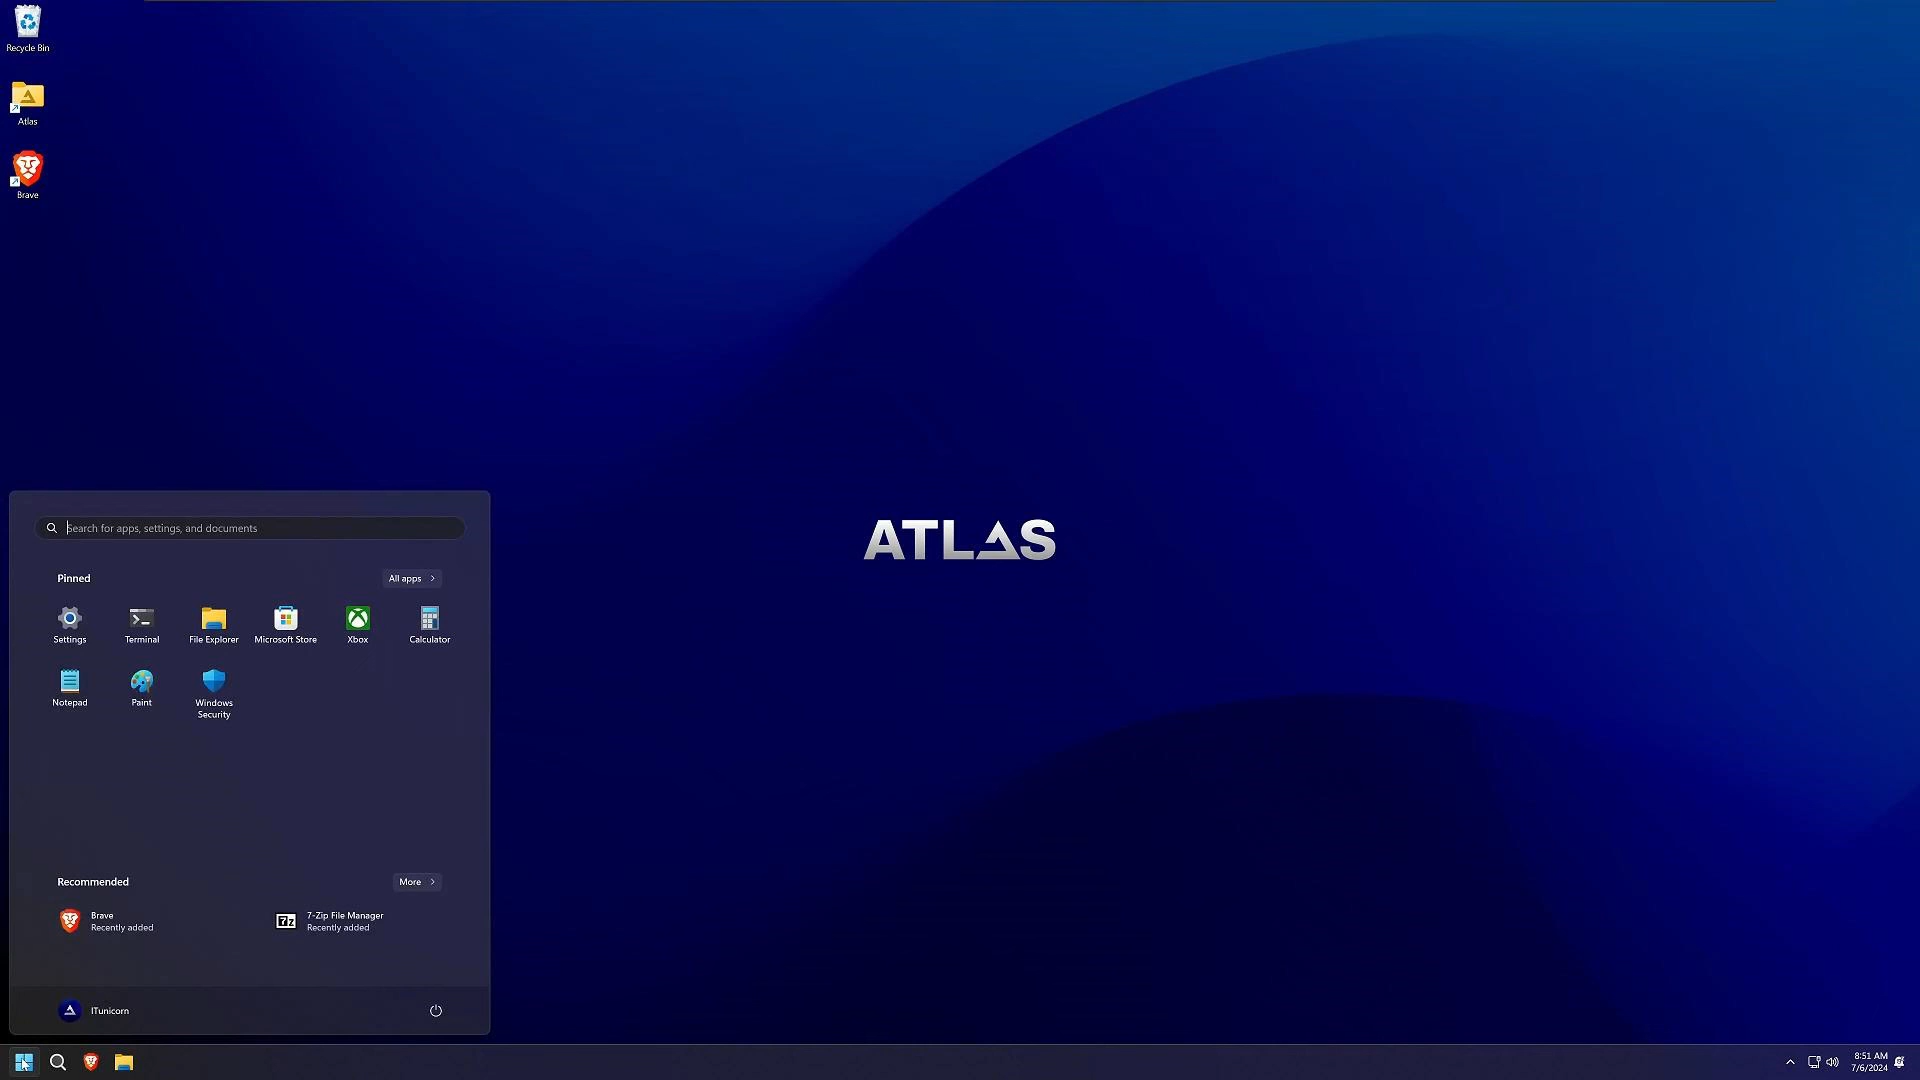 Recycle Bin
Atlas
Brave
ATLAS
Search for apps, settings, and documents
Pinned
All apps
Settings
Terminal
File Explorer
Microsoft Store
Xbox
Calculator
Notepad
Paint
Windows
Security
Recommended
More
Brave
Recently added
7-Zip File Manager
Recently added
ITunicorn
8:51 AM
7/6/2024